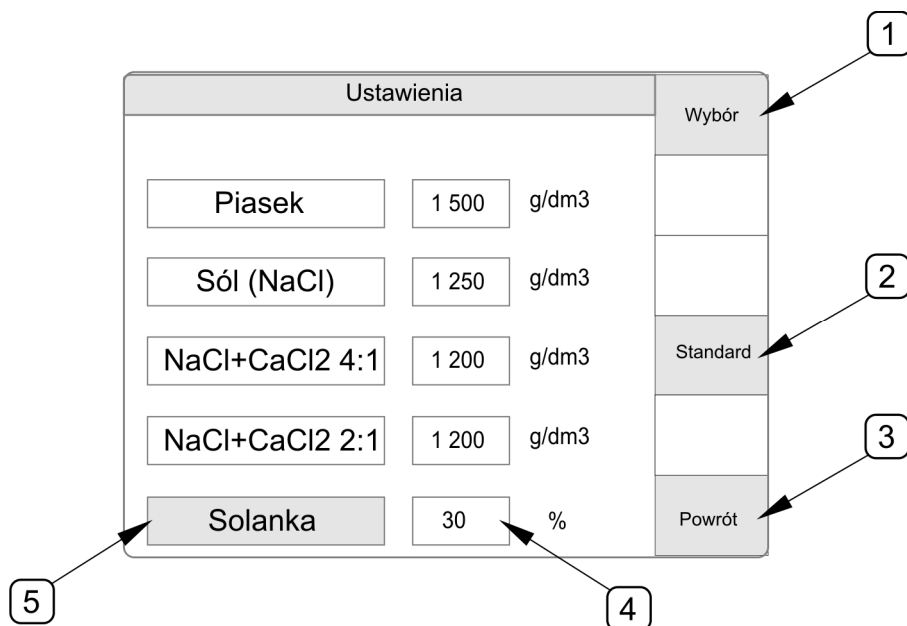 1
Ustawienia
Wybór
Piasek 1 500 g/dm3
Sól (NaCl) 1 250 g/dm3
2
NaCl+CaCl2 4:1 1 200 g/dm3
Standard
NaCl+CaCl2 2:1 1 200 g/dm3
3
Solanka 30 %
Powrót
5
4